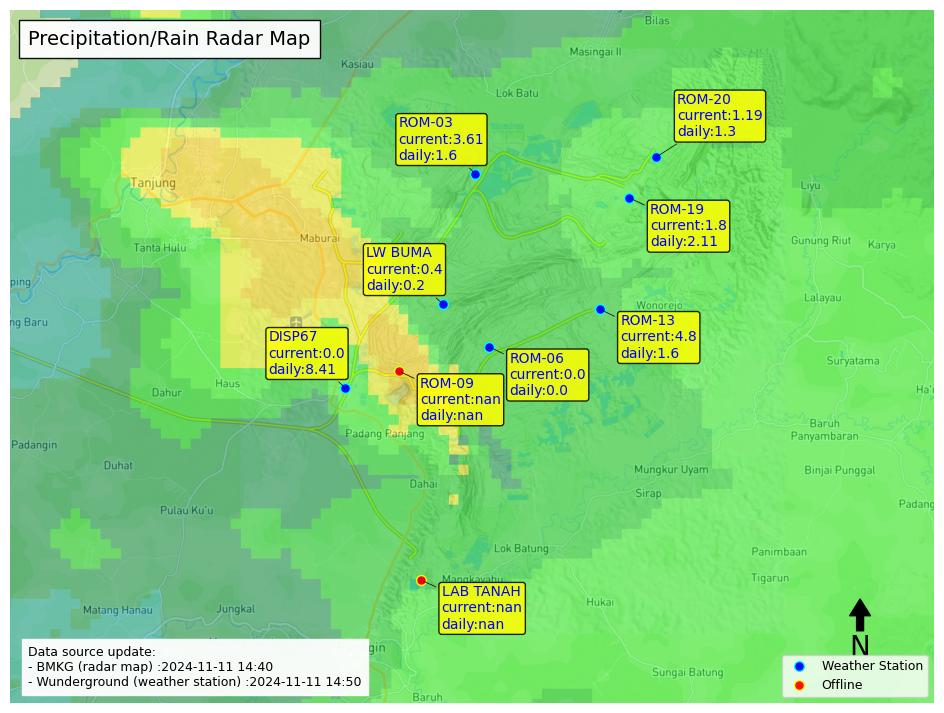 Precipitation/Rain Radar Map
Bilas
Masingai II
Kasiau
Lok Batu
ROM-20
current:1.19
daily:1.3
ROM-03
current:3.61
daily:1.6
Tanjung
Liyu
ROM-19
current:1.8
daily:2.11
Maburai
Tanta Hulu
Gunung Riut
Karya
LW BUMA
current:0.4
daily:0.2
ping
Lalayau
Wonorejo
ng Baru
ROM-13
current:4.8
daily:1.6
DISP67
current:0.0
daily:8.41
ROM-06
current:0.0
daily:0.0
Suryatama
Haus
Dahur
ROM-09
current:nan
daily:nan
Ha'
Baruh
Panyambaran
Padang Panjang
Padangin
Duhat
Mungkur Uyam
Binjai Punggal
Dahai
Sirap
Pulau Ku'u
Padang
Lok Batung
Panimbaan
Mangkayahu
Tigarun
LAB TANAH
current:nan
daily:nan
Hukai
Matang Hanau
Jungkal
N
gin
Data source update:
- BMKG (radar map) :2024-11-11 14:40
- Wunderground (weather station) :2024-11-11 14:50
Sungai Batung
Baruh
Weather Station
Offline